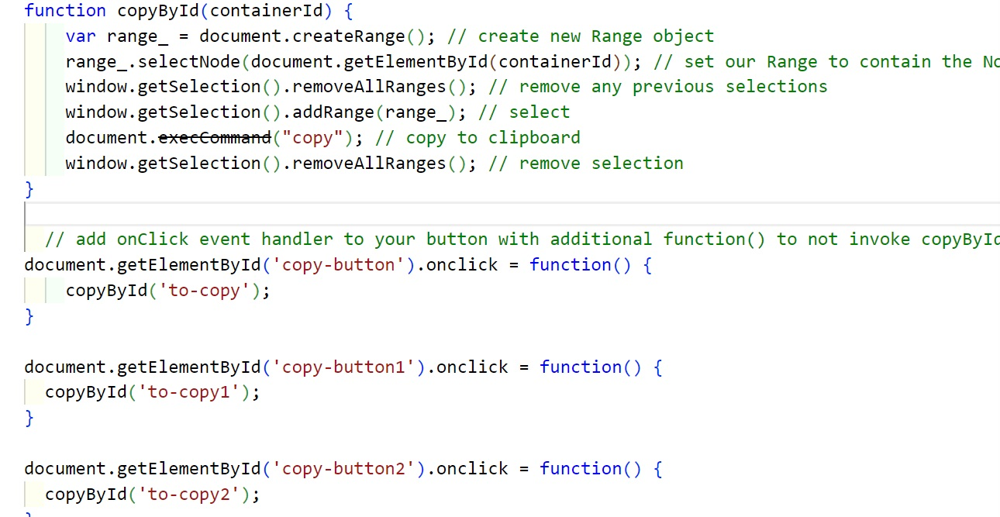 function copyById(containerId) {
var range_ = document.createRange(); // create new Range object
range_.selectNode(document.getElementById(containerId)); // set our Range to contain the
window.getSelection().removeAllRanges(); // remove any previous selections
window.getSelection().addRange(range_); // select
document.execCommand("copy"); // copy to clipboard
window.getSelection().removeAllRanges(); // remove selection
}
// add onClick event handler to your button with additional function() to not invoke copyById
document.getElementById('copy-button').onclick = function() {
copyById('to-copy');
}
document.getElementById('copy-button1').onclick = function() {
copyById('to-copy1');
}
document.getElementById('copy-button2').onclick = function() {
copyById('to-copy2');